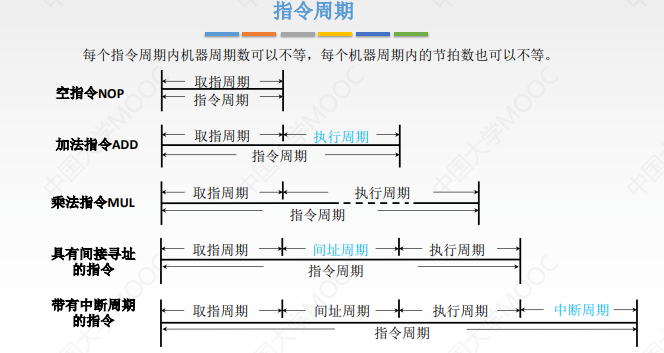 指令周期
每个指令周期内机器周期数可以不等，每个机器周期内的节拍数也可以不等。
空指令NOP
取指周期
指令周期
加法指令ADD
取指周期 执行周期
指令周期
乘法指令MUL
取指周期 执行周期
指令周期
具有间接寻址
的指令
取指周期 间址周期 执行周期
指令周期
带有中断周期
的指令
取指周期 间址周期 执行周期 中断周期
指令周期
中国大学MOOC